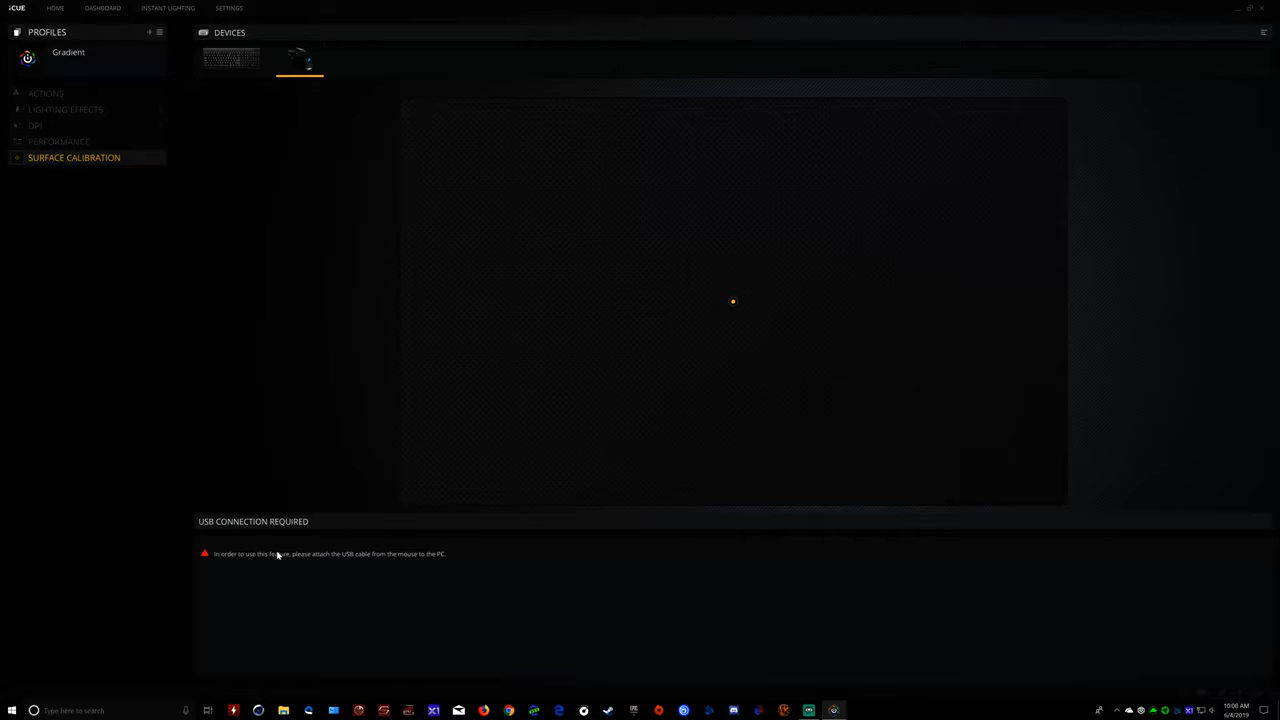 iCUE HOME DASHBOARD INSTANT LIGHTING SETTINGS
PROFILES
DEVICES
Gradient
ACTIONS
LIGHTING EFFECTS
DPI
PERFORMANCE
SURFACE CALIBRATION
USB CONNECTION REQUIRED
In order to use this feature, please attach the USB cable from the mouse to the PC.
Type here to search
10:08 AM
6/4/2019